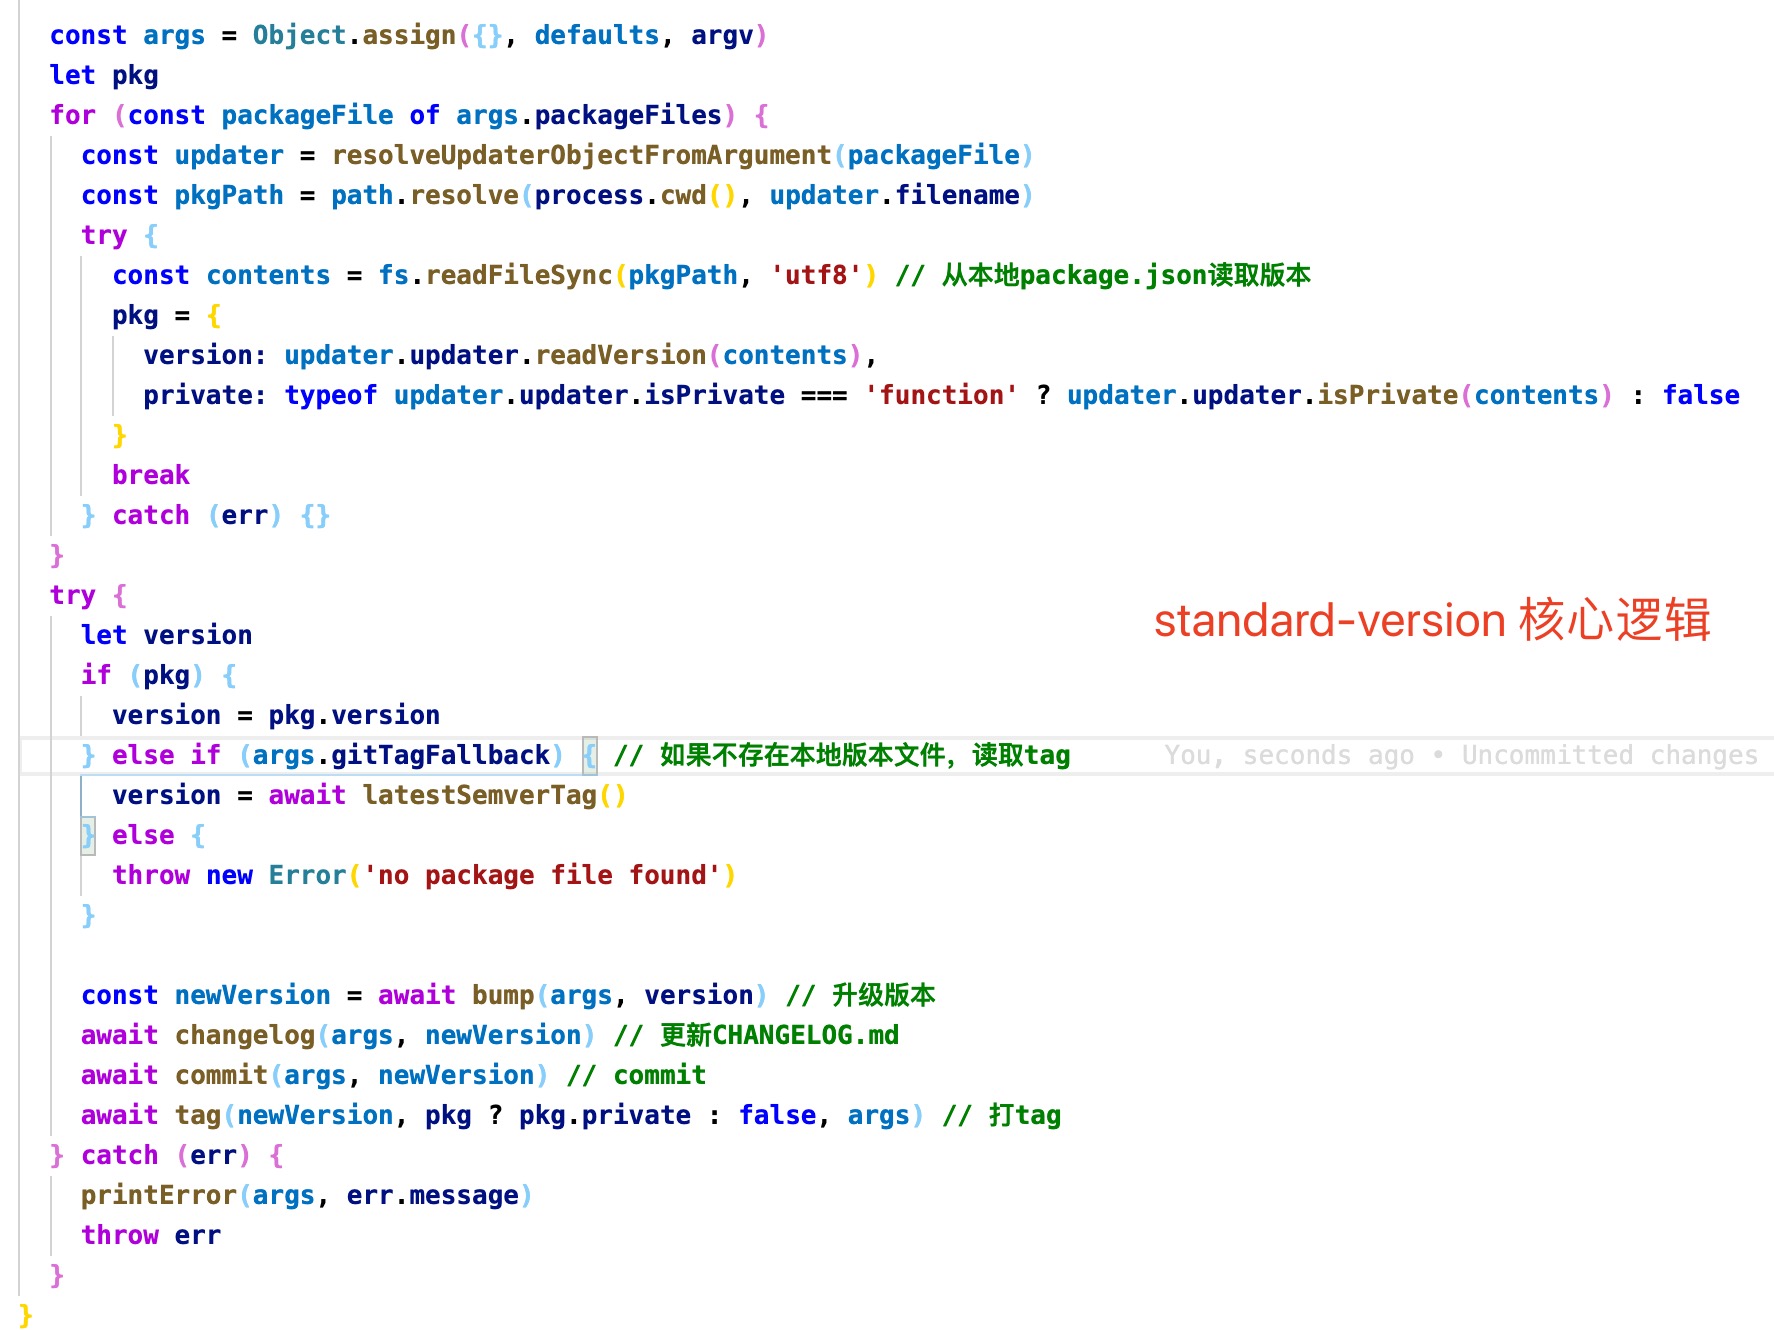 const args = Object.assign({}, defaults, argv)
let pkg
for (const packageFile of args.packageFiles) {
const updater = resolveUpdaterObjectFromArgument(packageFile)
const pkgPath = path.resolve(process.cwd(), updater.filename)
try {
const contents = fs.readFileSync(pkgPath, 'utf8') // 从本地package.json读取版本
pkg = {
version: updater.updater.readVersion(contents),
private: typeof updater.updater.isPrivate === 'function' ? updater.updater.isPrivate(contents) : false
}
break
} catch (err) {}
}
try {
standard-version 核心逻辑
let version
if (pkg) {
version = pkg.version
} else if (args.gitTagFallback) { // 如果不存在本地版本文件，读取tag You, seconds ago • Uncommitted changes
version = await latestSemverTag()
} else {
throw new Error('no package file found')
}
const newVersion = await bump(args, version) // 升级版本
await changelog(args, newVersion) // 更新CHANGELOG.md
await commit(args, newVersion) // commit
await tag(newVersion, pkg ? pkg.private : false, args) // 打tag
} catch (err) {
printError(args, err.message)
throw err
}
}